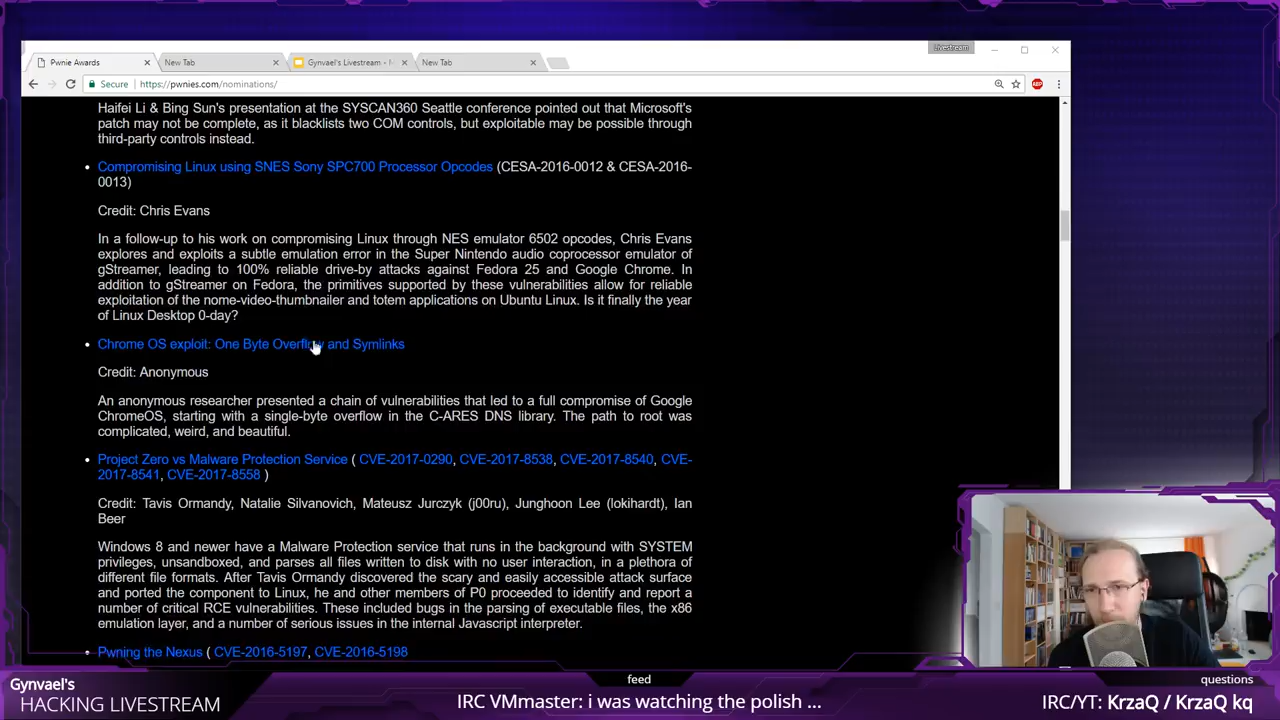 Livestream
Pwnie Awards
New Tab
Gynvael's Livestream -
New Tab
Secure
https://pwnies.com/nominations/
Haifei Li & Bing Sun's presentation at the SYSCAN360 Seattle conference pointed out that Microsoft's
patch may not be complete, as it blacklists two COM controls, but exploitable may be possible through
third-party controls instead.
• Compromising Linux using SNES Sony SPC700 Processor Opcodes (CESA-2016-0012 & CESA-2016-
0013)
Credit: Chris Evans
In a follow-up to his work on compromising Linux through NES emulator 6502 opcodes, Chris Evans
explores and exploits a subtle emulation error in the Super Nintendo audio coprocessor emulator of
gStreamer, leading to 100% reliable drive-by attacks against Fedora 25 and Google Chrome. In
addition to gStreamer on Fedora, the primitives supported by these vulnerabilities allow for reliable
exploitation of the nome-video-thumbnailer and totem applications on Ubuntu Linux. Is it finally the year
of Linux Desktop 0-day?
• Chrome OS exploit: One Byte Overflow and Symlinks
Credit: Anonymous
An anonymous researcher presented a chain of vulnerabilities that led to a full compromise of Google
ChromeOS, starting with a single-byte overflow in the C-ARES DNS library. The path to root was
complicated, weird, and beautiful.
• Project Zero vs Malware Protection Service ( CVE-2017-0290, CVE-2017-8538, CVE-2017-8540, CVE-
2017-8541, CVE-2017-8558 )
Credit: Tavis Ormandy, Natalie Silvanovich, Mateusz Jurczyk (j00ru), Junghoon Lee (lokihardt), Ian
Beer
Windows 8 and newer have a Malware Protection service that runs in the background with SYSTEM
privileges, unsandboxed, and parses all files written to disk with no user interaction, in a plethora of
different file formats. After Tavis Ormandy discovered the scary and easily accessible attack surface
and ported the component to Linux, he and other members of P0 proceeded to identify and report a
number of critical RCE vulnerabilities. These included bugs in the parsing of executable files, the x86
emulation layer, and a number of serious issues in the internal Javascript interpreter.
• Pwning the Nexus ( CVE-2016-5197, CVE-2016-5198
Gynvael's
HACKING LIVESTREAM
feed
IRC VMmaster: i was watching the polish ...
questions
IRC/YT: KrzaQ / KrzaQ kq